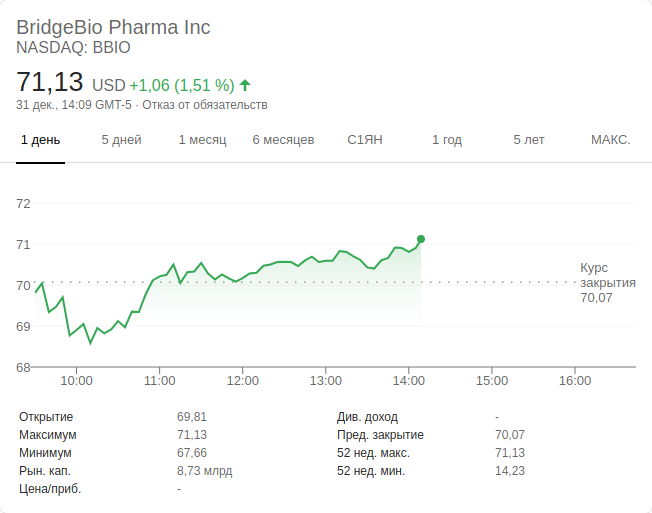 BridgeBio Pharma Inc
NASDAQ: BBIO
71,13 USD +1,06 (1,51 %)
31 дек., 14:09 GMT-5 · Отказ от обязательств
1 день 5 дней 1 месяц 6 месяцев С1ЯН 1 год 5 лет МАКС.
72
71
70
69
68
Курс
закрытия
70,07
10:00 11:00 12:00 13:00 14:00 15:00 16:00
Открытие 69,81 Див. доход -
Максимум 71,13 Пред. закрытие 70,07
Минимум 67,66 52 нед. макс. 71,13
Рын. кап. 8,73 млрд 52 нед. мин. 14,23
Цена/приб. -